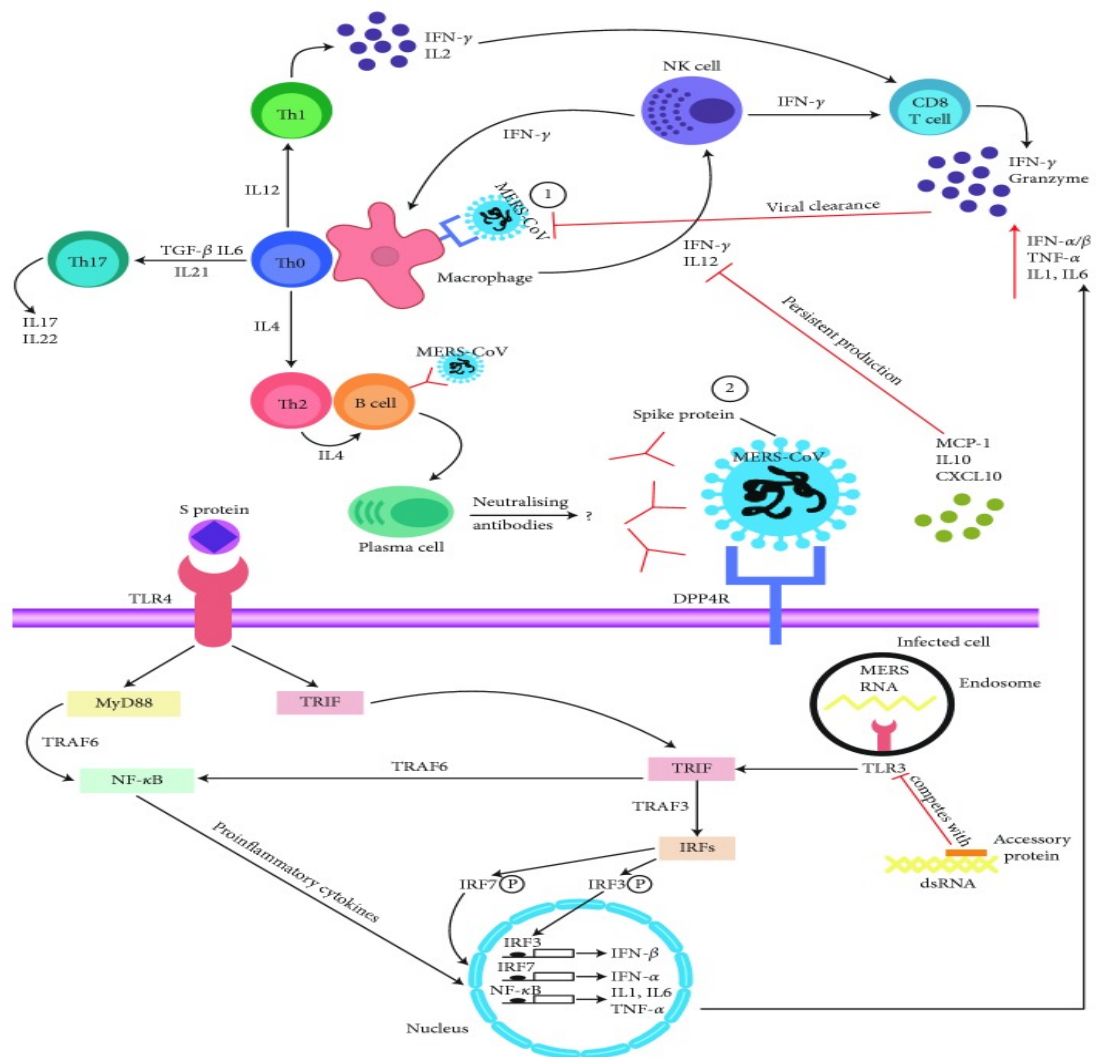 IFN-γ
IL2
NK cell
Th1
IFN-γ
CD8
T cell
IFN-γ
IFN-γ
Granzyme
IL12
MERS-CoV
1
Viral clearance
TGF-β IL6
IL21
Th17
Th0
Macrophage
IFN-γ
IL12
IFN-α/β
TNF-α
IL1, IL6
IL17
IL22
IL4
Persistent production
MERS-CoV
2
Th2
B cell
Spike protein
IL4
MERS-CoV
MCP-1
IL10
CXCL10
S protein
Neutralising
antibodies
?
Plasma cell
TLR4
DPP4R
Infected cell
MERS
RNA
Endosome
MyD88
TRIF
TRAF6
TRAF6
NF-κB
TRIF
TLR3
TRAF3
competes with
Accessory
protein
IRFs
dsRNA
Proinflammatory cytokines
IRF7 P
IRF3 P
IRF3
IFN-β
IRF7
IFN-α
NF-κB
IL1, IL6
TNF-α
Nucleus